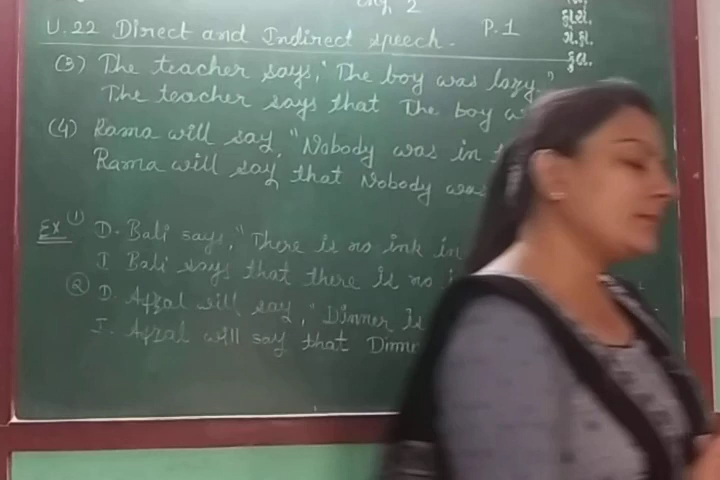 U.22 Direct and Indirect speech. P.1
(3) The teacher says, "The boy was lazy."
The teacher says that The boy
(4) Rama will say, "Nobody was in
Rama will say that Nobody was
Ex (1) D. Bali says, "There is no ink in
I. Bali says that there is no
(2) D. Afzal will say, "Dinner is
I. Afzal will say that